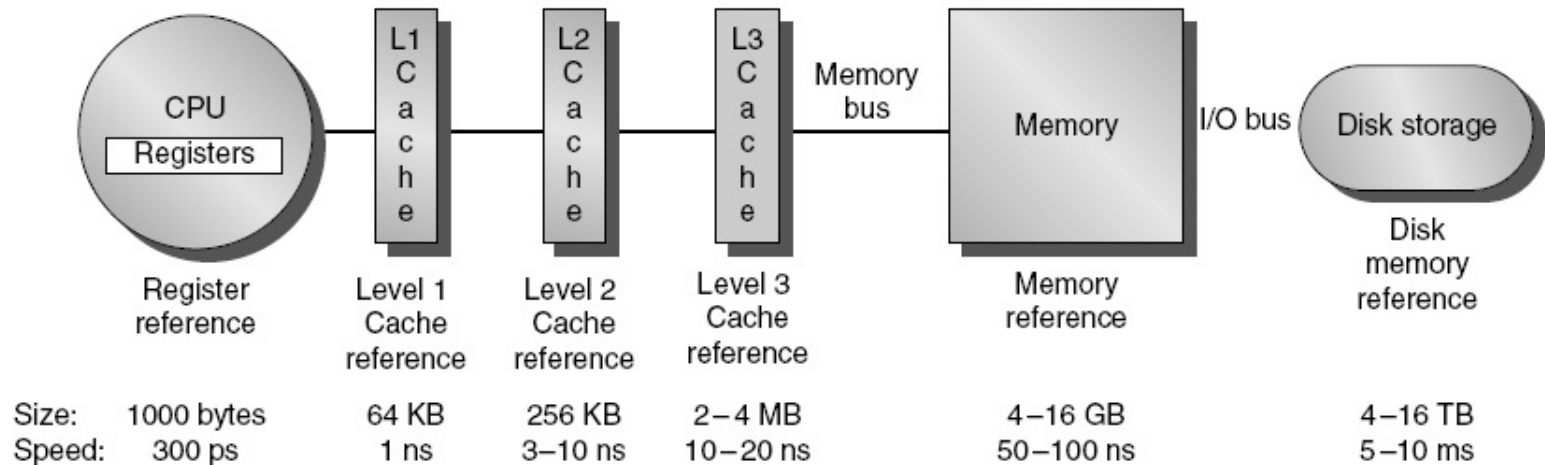 CPU
Registers
L1
C
a
c
h
e
L2
C
a
c
h
e
L3
C
a
c
h
e
Memory
bus
Memory
I/O bus
Disk storage
Register
reference
Level 1
Cache
reference
Level 2
Cache
reference
Level 3
Cache
reference
Memory
reference
Disk
memory
reference
Size: 1000 bytes 64 KB 256 KB 2–4 MB 4–16 GB 4–16 TB
Speed: 300 ps 1 ns 3–10 ns 10–20 ns 50–100 ns 5–10 ms